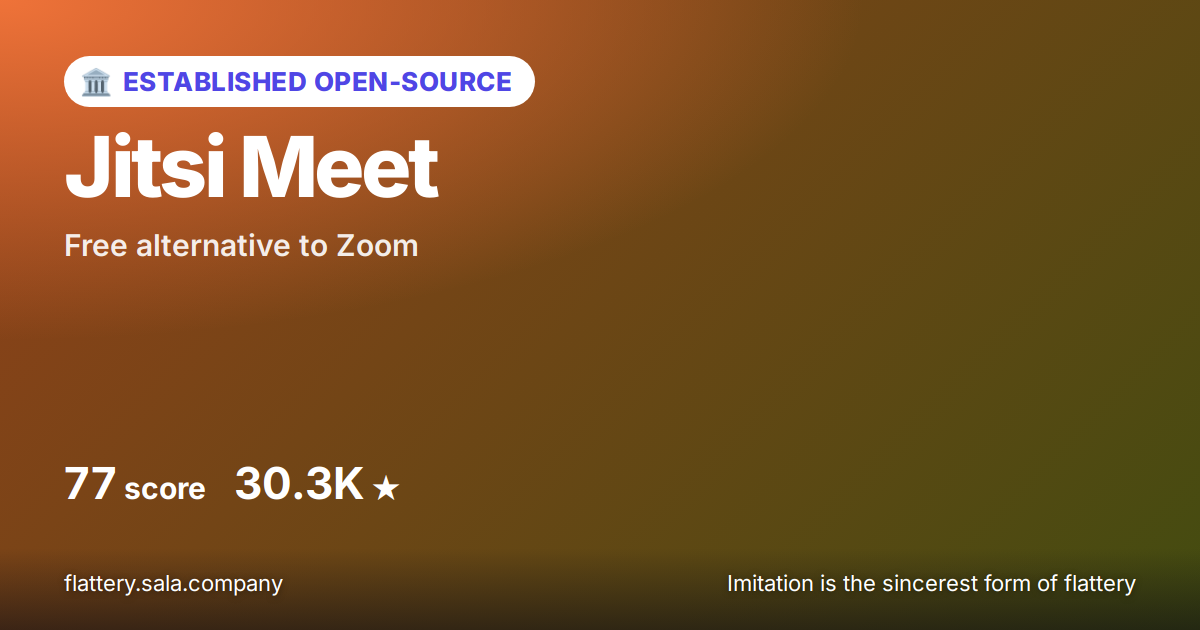 🏛️ ESTABLISHED OPEN-SOURCE
Jitsi Meet
Free alternative to Zoom
77 score 30.3K ★
flattery.sala.company
Imitation is the sincerest form of flattery